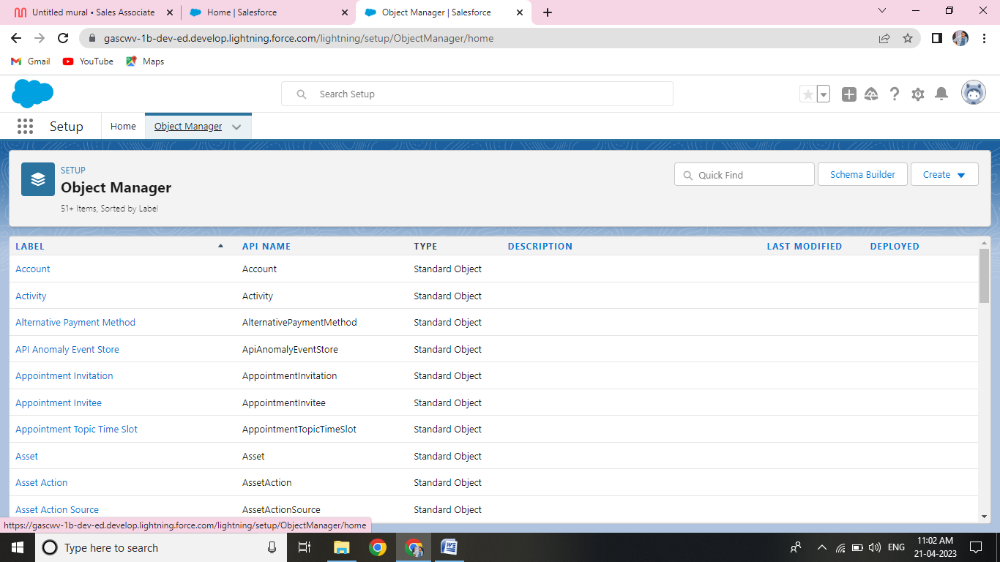 Untitled mural • Sales Associate
Home | Salesforce
Object Manager | Salesforce
gascwv-1b-dev-ed.develop.lightning.force.com/lightning/setup/ObjectManager/home
Gmail YouTube Maps
Search Setup
Setup Home Object Manager
SETUP
Object Manager
51+ Items, Sorted by Label
Quick Find Schema Builder Create
LABEL API NAME TYPE DESCRIPTION LAST MODIFIED DEPLOYED
Account Account Standard Object
Activity Activity Standard Object
Alternative Payment Method AlternativePaymentMethod Standard Object
API Anomaly Event Store ApiAnomalyEventStore Standard Object
Appointment Invitation AppointmentInvitation Standard Object
Appointment Invitee AppointmentInvitee Standard Object
Appointment Topic Time Slot AppointmentTopicTimeSlot Standard Object
Asset Asset Standard Object
Asset Action AssetAction Standard Object
Asset Action Source AssetActionSource Standard Object
https://gascwv-1b-dev-ed.develop.lightning.force.com/lightning/setup/ObjectManager/home
Type here to search
ENG
11:02 AM
21-04-2023